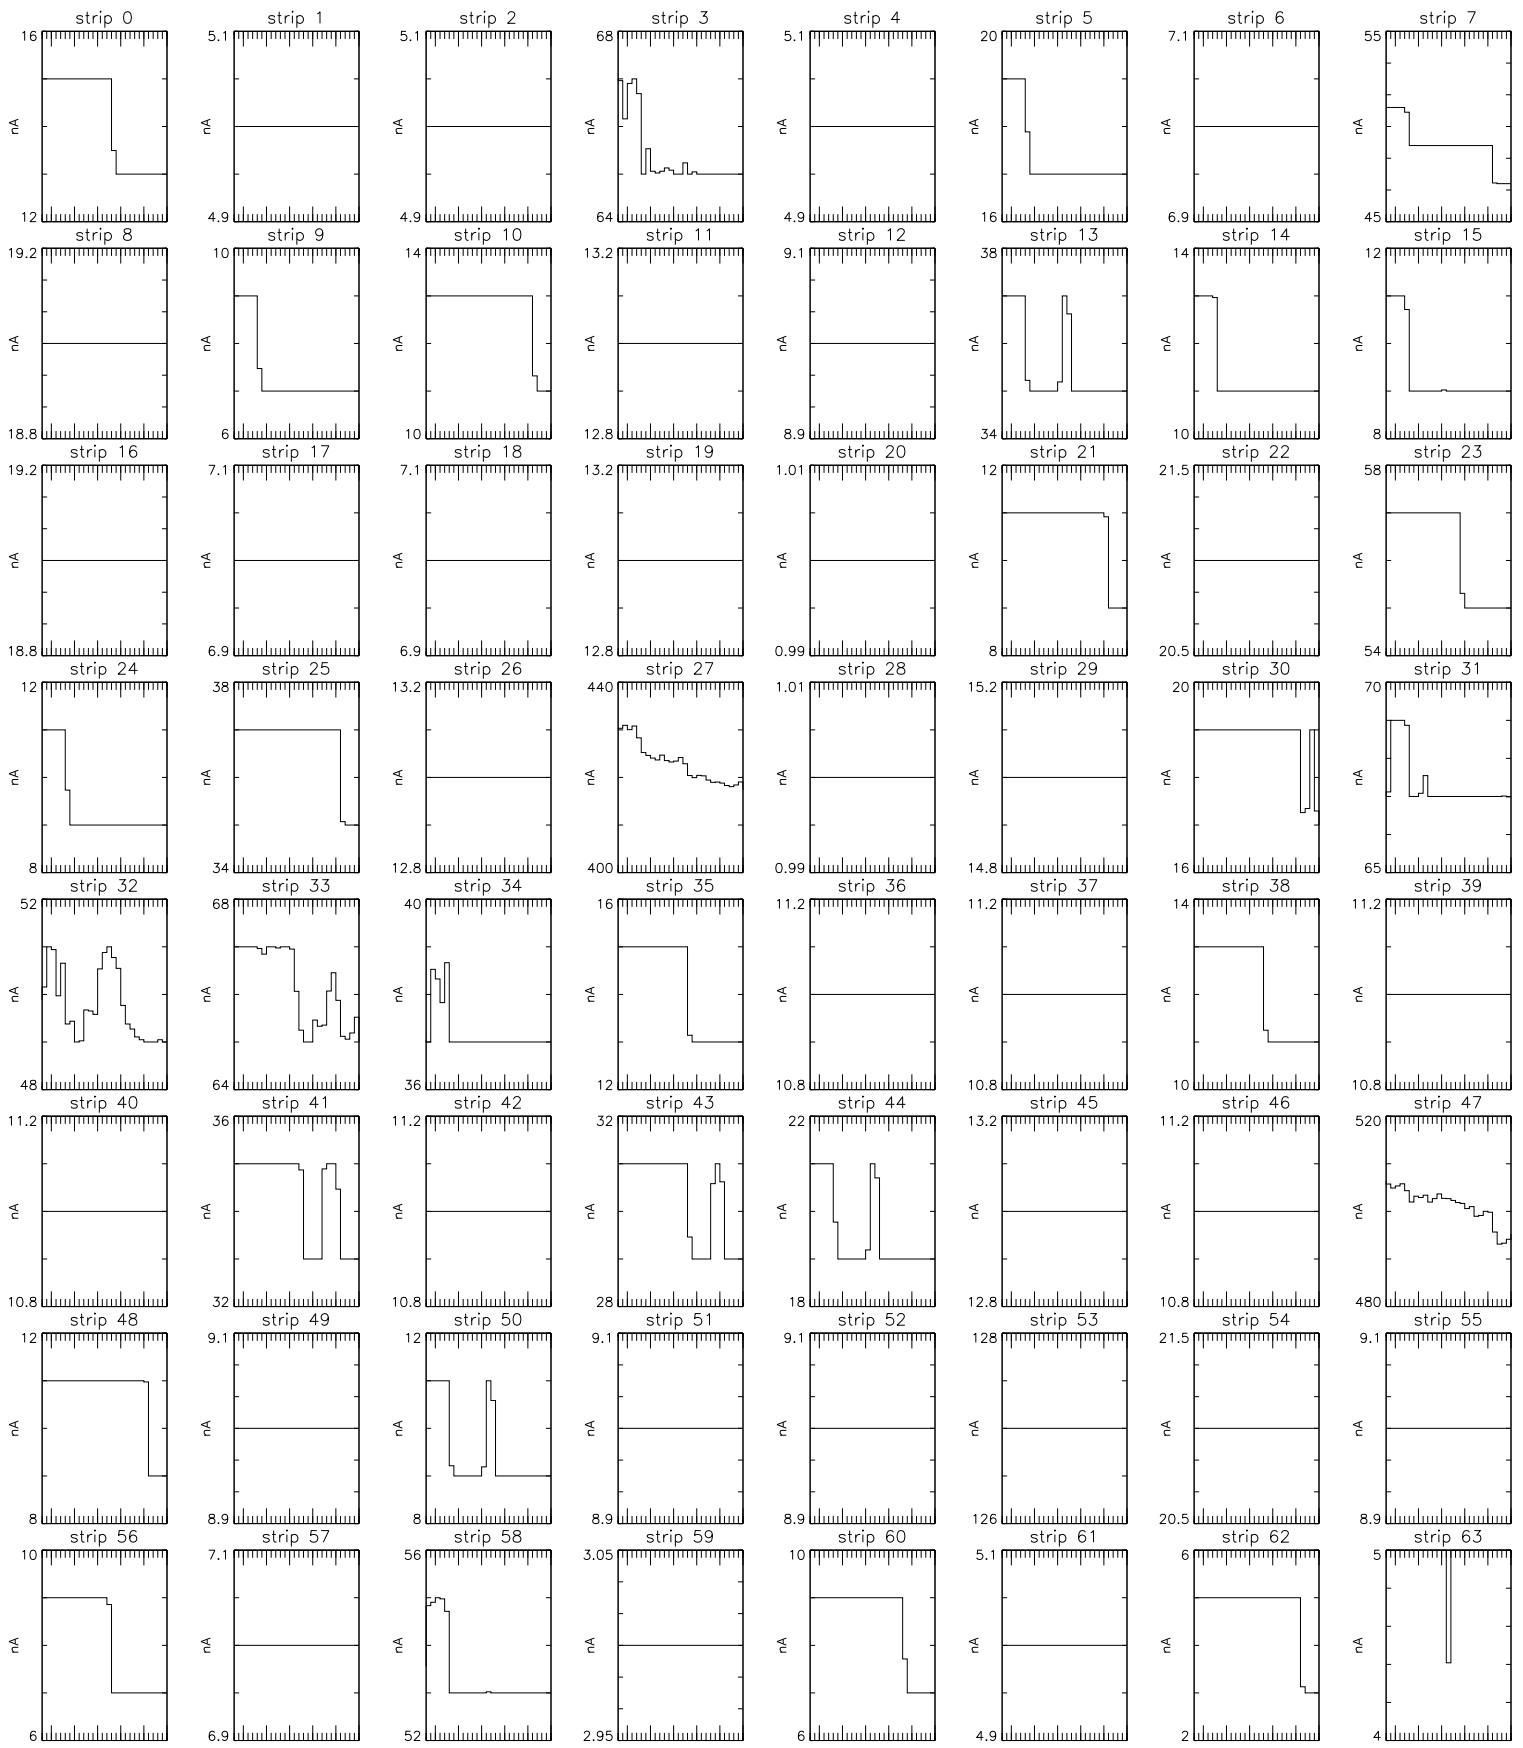 strip 0 strip 1 strip 2 strip 3 strip 4 strip 5 strip 6 strip 7
16 5.1 5.1 68 5.1 20 7.1 55
nA nA nA nA nA nA nA nA
12 4.9 4.9 64 4.9 16 6.9 45
strip 8 strip 9 strip 10 strip 11 strip 12 strip 13 strip 14 strip 15
19.2 10 14 13.2 9.1 38 14 12
nA nA nA nA nA nA nA nA
18.8 6 10 12.8 8.9 34 10 8
strip 16 strip 17 strip 18 strip 19 strip 20 strip 21 strip 22 strip 23
19.2 7.1 7.1 13.2 1.01 12 21.5 58
nA nA nA nA nA nA nA nA
18.8 6.9 6.9 12.8 0.99 8 20.5 54
strip 24 strip 25 strip 26 strip 27 strip 28 strip 29 strip 30 strip 31
12 38 13.2 440 1.01 15.2 20 70
nA nA nA nA nA nA nA nA
8 34 12.8 400 0.99 14.8 16 65
strip 32 strip 33 strip 34 strip 35 strip 36 strip 37 strip 38 strip 39
52 68 40 16 11.2 11.2 14 11.2
nA nA nA nA nA nA nA nA
48 64 36 12 10.8 10.8 10 10.8
strip 40 strip 41 strip 42 strip 43 strip 44 strip 45 strip 46 strip 47
11.2 36 11.2 32 22 13.2 11.2 520
nA nA nA nA nA nA nA nA
10.8 32 10.8 28 18 12.8 10.8 480
strip 48 strip 49 strip 50 strip 51 strip 52 strip 53 strip 54 strip 55
12 9.1 12 9.1 9.1 128 21.5 9.1
nA nA nA nA nA nA nA nA
8 8.9 8 8.9 8.9 126 20.5 8.9
strip 56 strip 57 strip 58 strip 59 strip 60 strip 61 strip 62 strip 63
10 7.1 56 3.05 10 5.1 6 5
nA nA nA nA nA nA nA nA
6 6.9 52 2.95 6 4.9 2 4